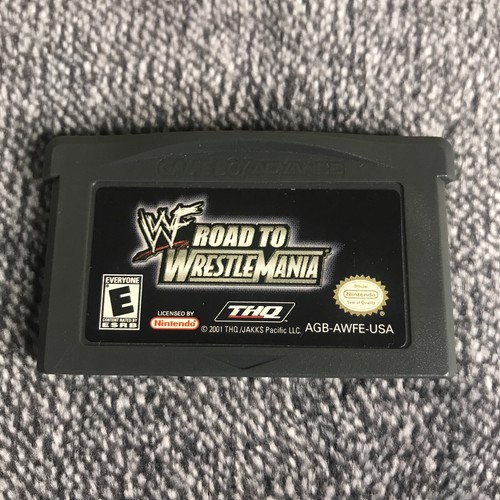 GAME BOY ADVANCE
WF
ROAD TO
WRESTLEMANIA
EVERYONE
E
CONTENT RATED BY
ESRB
LICENSED BY
Nintendo
THQ
© 2001 THQ/JAKKS Pacific LLC.
Official
Nintendo
Seal of Quality
AGB-AWFE-USA